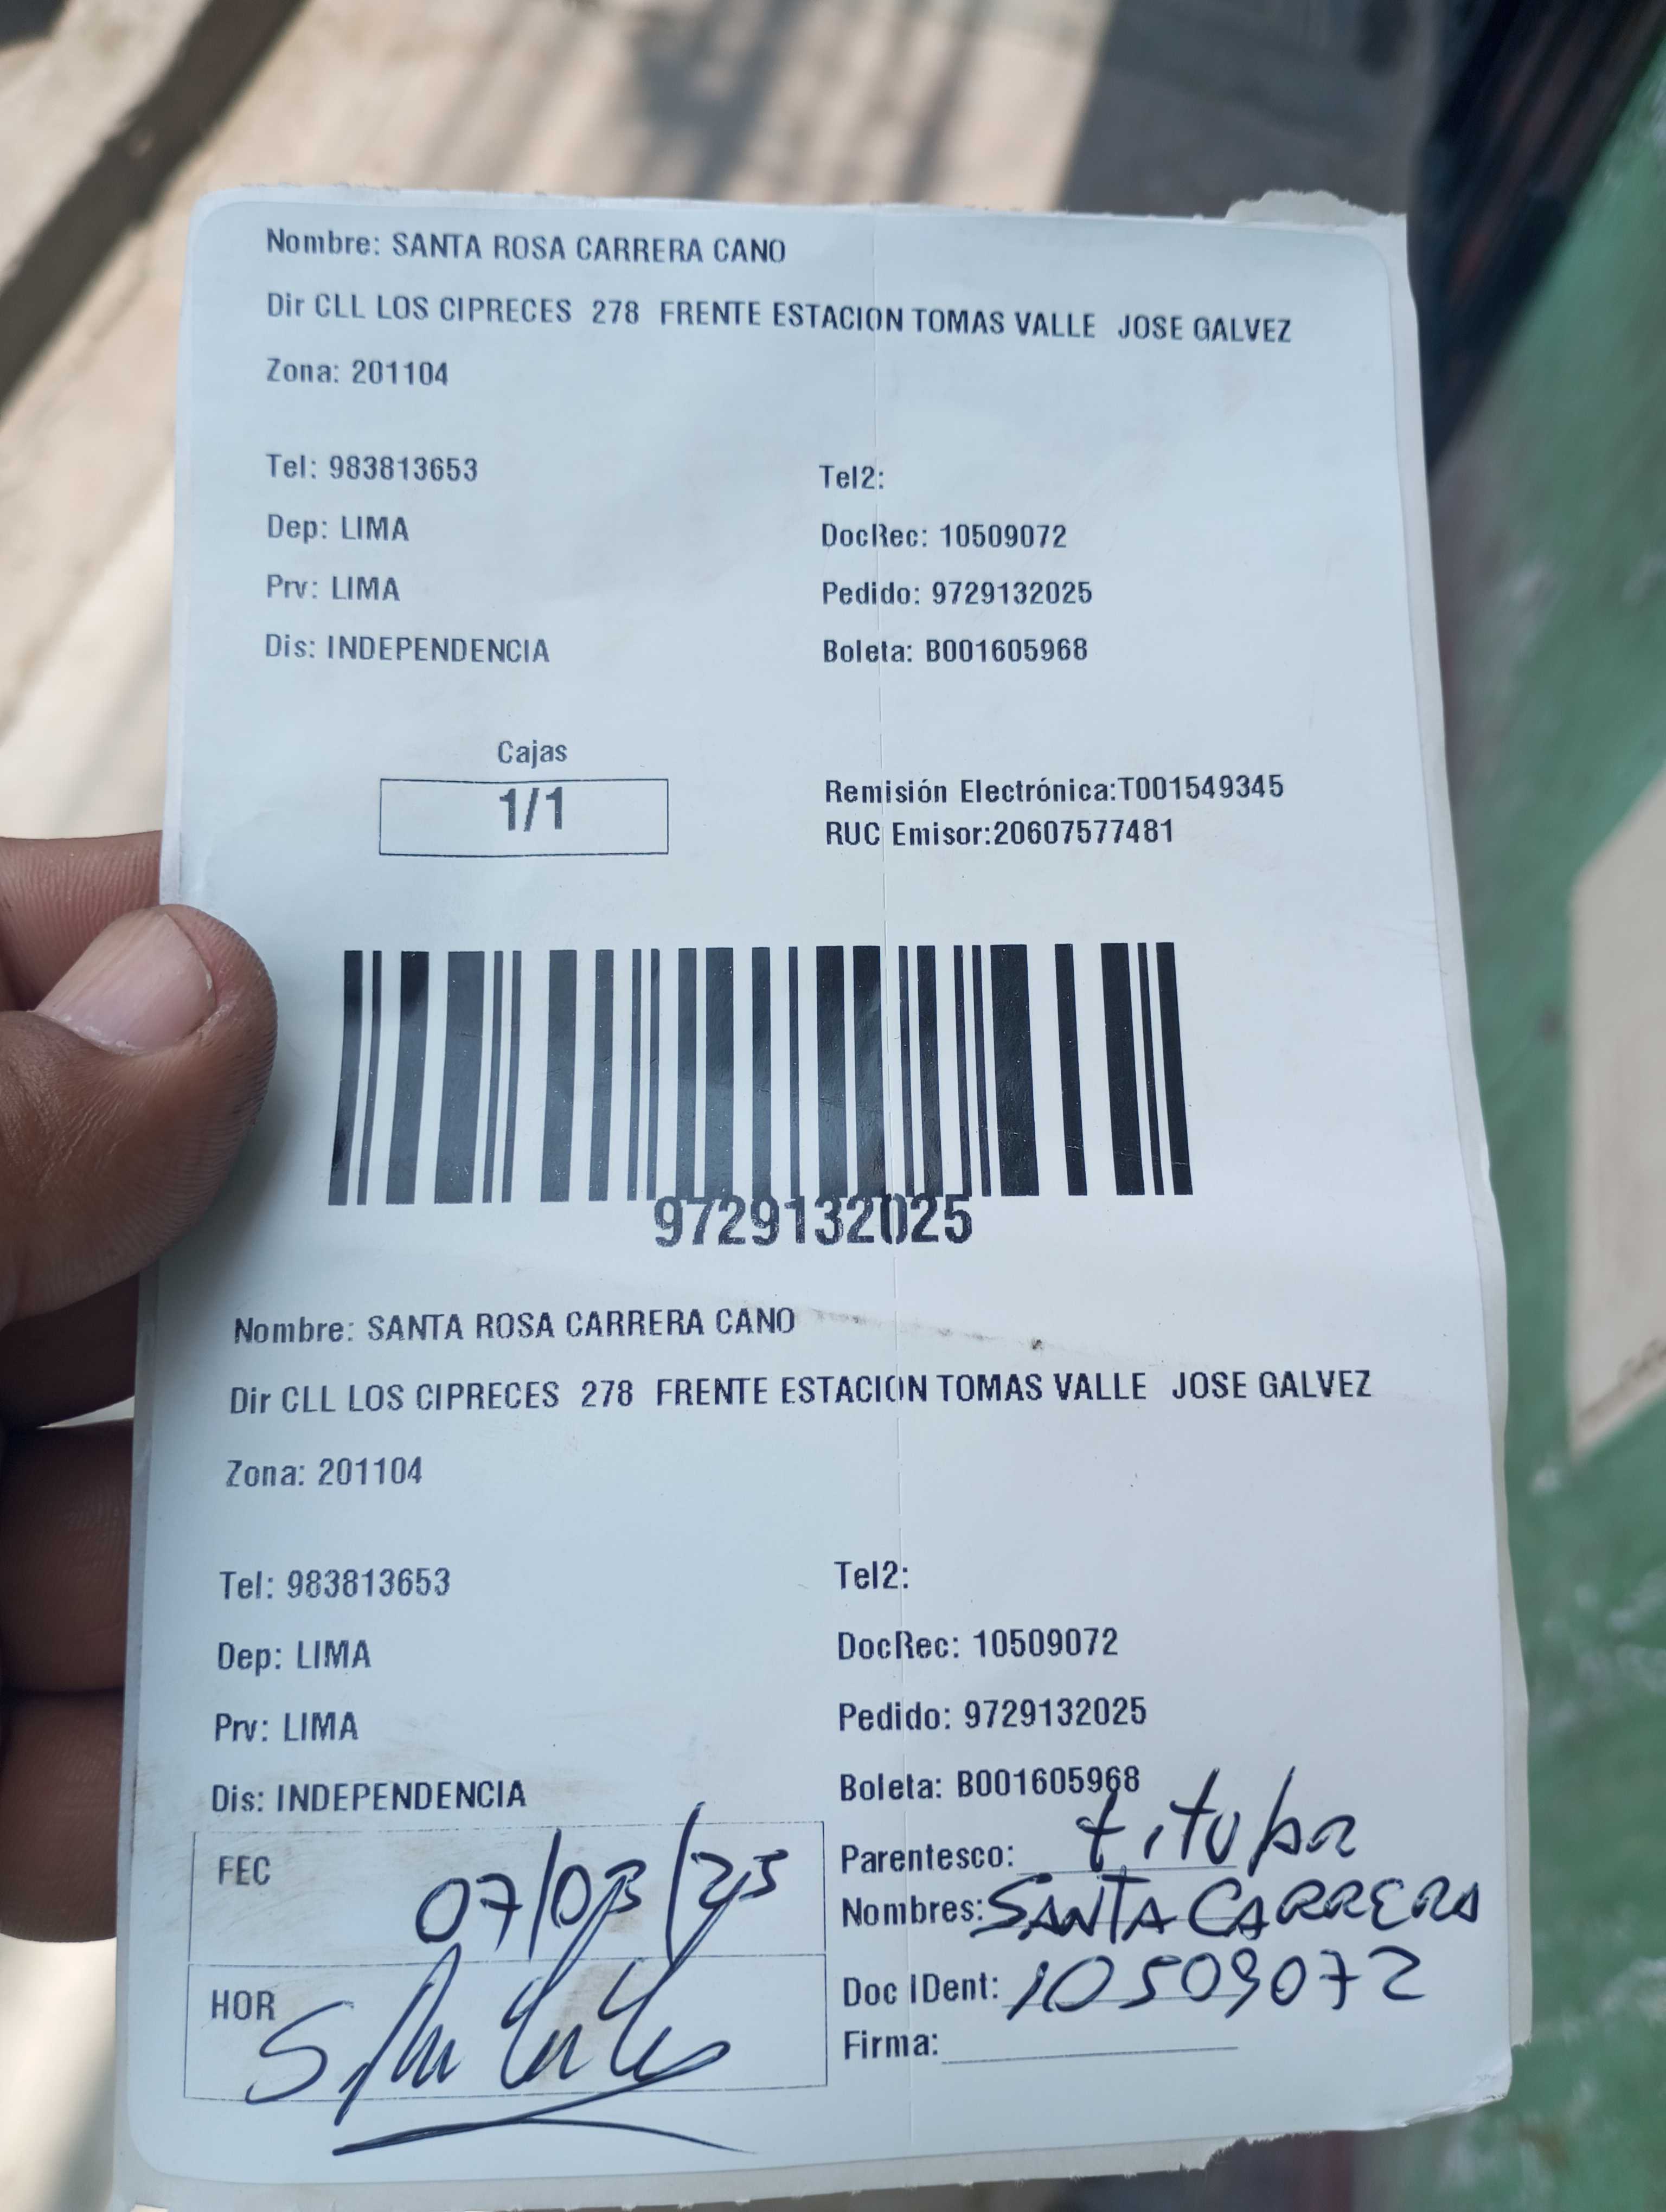 Nombre: SANTA ROSA CARRERA CANO
Dir CLL LOS CIPRECES 278 FRENTE ESTACION TOMAS VALLE JOSE GALVEZ
Zona: 201104
Tel: 983813653
Tel2:
Dep: LIMA
DocRec: 10509072
Prv: LIMA
Pedido: 9729132025
Dis: INDEPENDENCIA
Boleta: B001605968
Cajas
1/1
Remisión Electrónica:T001549345
RUC Emisor:20607577481
9729132025
Nombre: SANTA ROSA CARRERA CANO
Dir CLL LOS CIPRECES 278 FRENTE ESTACION TOMAS VALLE JOSE GALVEZ
Zona: 201104
Tel: 983813653
Tel2:
Dep: LIMA
DocRec: 10509072
Prv: LIMA
Pedido: 9729132025
Dis: INDEPENDENCIA
Boleta: B001605968
FEC 07/03/25
Parentesco: titular
Nombres: SANTA CARRERA
HOR
Doc IDent: 10509072
Firma: